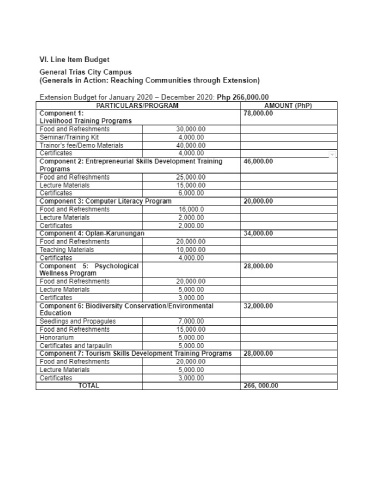 VI. Line Item Budget
General Trias City Campus
(Generals in Action: Reaching Communities through Extension)
Extension Budget for January 2020 – December 2020: Php 266,000.00
PARTICULARS/PROGRAM AMOUNT (PhP)
Component 1: 78,000.00
Livelihood Training Programs
Food and Refreshments 30,000.00
Seminar/Training Kit 4,000.00
Trainor's fee/Demo Materials 40,000.00
Certificates 4,000.00
Component 2: Entrepreneurial Skills Development Training 46,000.00
Programs
Food and Refreshments 25,000.00
Lecture Materials 15,000.00
Certificates 6,000.00
Component 3: Computer Literacy Program 20,000.00
Food and Refreshments 16,000.0
Lecture Materials 2,000.00
Certificates 2,000.00
Component 4: Oplan-Karunungan 34,000.00
Food and Refreshments 20,000.00
Teaching Materials 10,000.00
Certificates 4,000.00
Component 5: Psychological 28,000.00
Wellness Program
Food and Refreshments 20,000.00
Lecture Materials 5,000.00
Certificates 3,000.00
Component 6: Biodiversity Conservation/Environmental 32,000.00
Education
Seedlings and Propagules 7,000.00
Food and Refreshments 15,000.00
Honorarium 5,000.00
Certificates and tarpaulin 5,000.00
Component 7: Tourism Skills Development Training Programs 28,000.00
Food and Refreshments 20,000.00
Lecture Materials 5,000.00
Certificates 3,000.00
TOTAL 266, 000.00